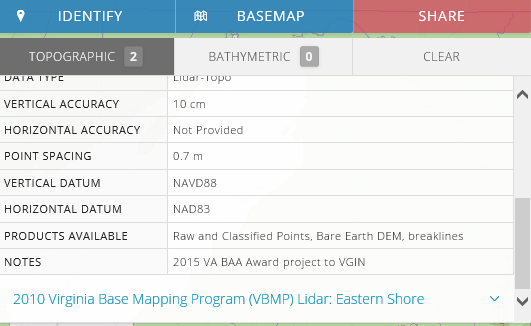 IDENTIFY BASEMAP SHARE
TOPOGRAPHIC 2 BATHYMETRIC 0 CLEAR
DATA TYPE Lidar-Topo
VERTICAL ACCURACY 10 cm
HORIZONTAL ACCURACY Not Provided
POINT SPACING 0.7 m
VERTICAL DATUM NAVD88
HORIZONTAL DATUM NAD83
PRODUCTS AVAILABLE Raw and Classified Points, Bare Earth DEM, breaklines
NOTES 2015 VA BAA Award project to VGIN
2010 Virginia Base Mapping Program (VBMP) Lidar: Eastern Shore